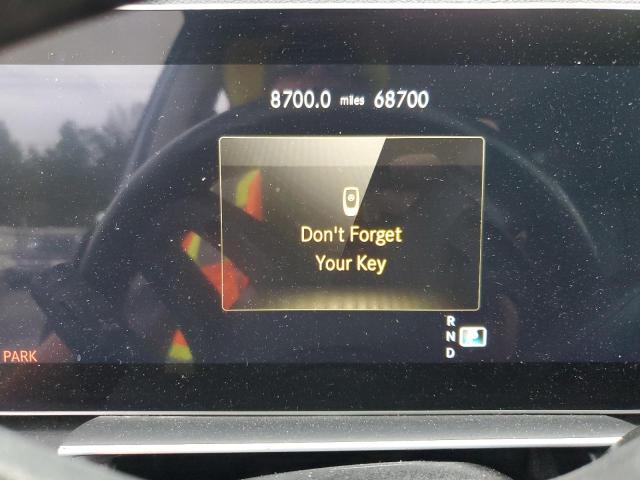 8700.0 miles 68700
Don't Forget
Your Key
R
N
D
PARK